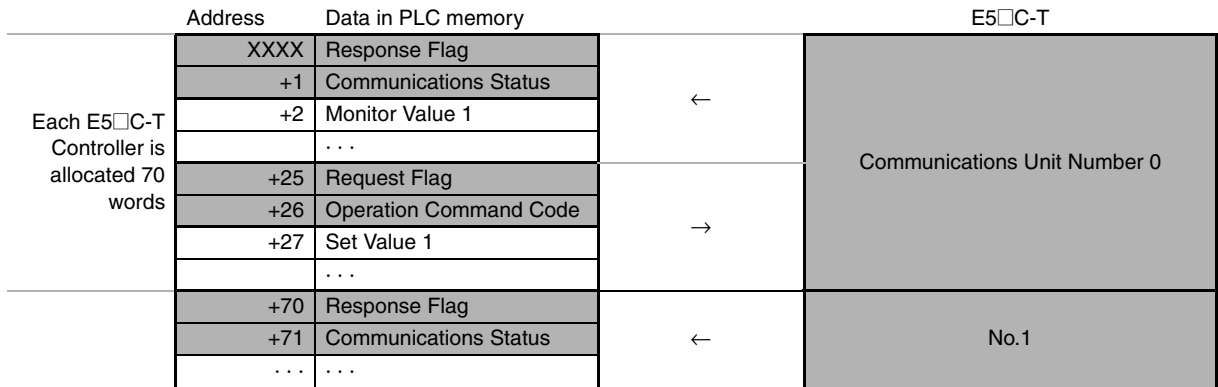 Address Data in PLC memory E5□C-T
XXXX Response Flag
+1 Communications Status
←
+2 Monitor Value 1
Each E5□C-T
Controller is
allocated 70
words
. . .
Communications Unit Number 0
+25 Request Flag
+26 Operation Command Code
→
+27 Set Value 1
. . .
+70 Response Flag
+71 Communications Status ← No.1
. . . . . .